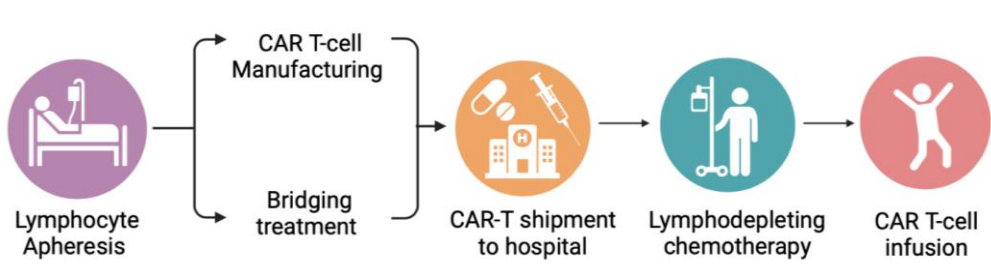 Lymphocyte
Apheresis
CAR T-cell
Manufacturing
Bridging
treatment
H
CAR-T shipment
to hospital
Lymphodepleting
chemotherapy
CAR T-cell
infusion